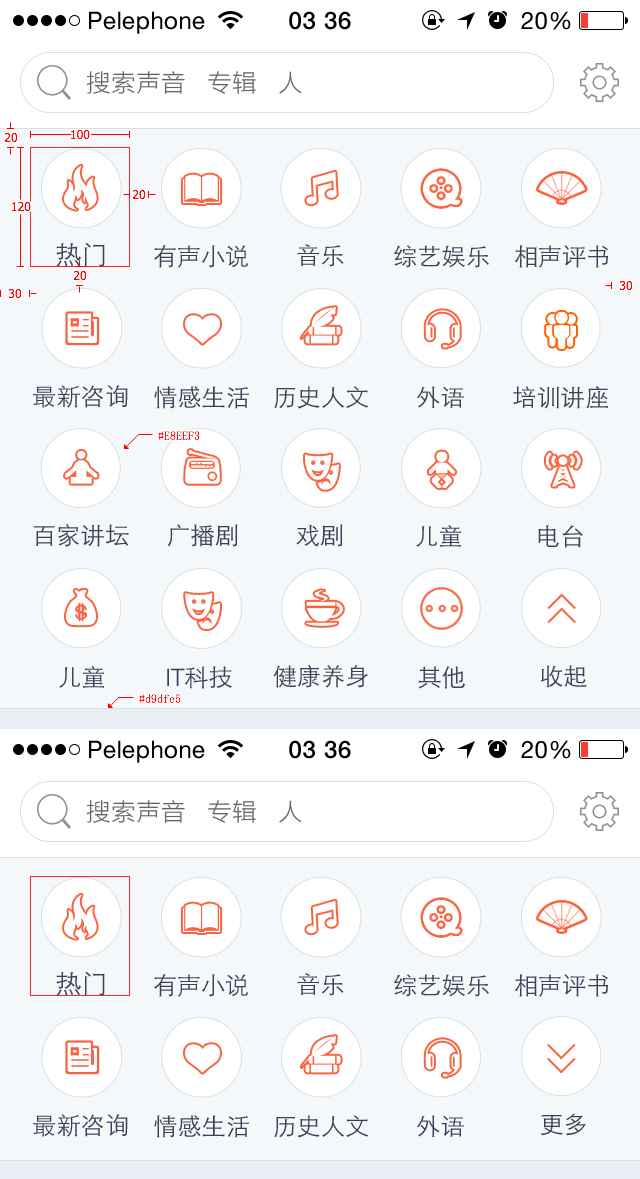 Pelephone 03 36 20%
搜索声音 专辑 人
20
100
120
20
热门 有声小说 音乐 综艺娱乐 相声评书
20
30 30
最新咨询 情感生活 历史人文 外语 培训讲座
#E8EEF3
百家讲坛 广播剧 戏剧 儿童 电台
儿童 IT科技 健康养身 其他 收起
#d9dfe5
Pelephone 03 36 20%
搜索声音 专辑 人
热门 有声小说 音乐 综艺娱乐 相声评书
最新咨询 情感生活 历史人文 外语 更多